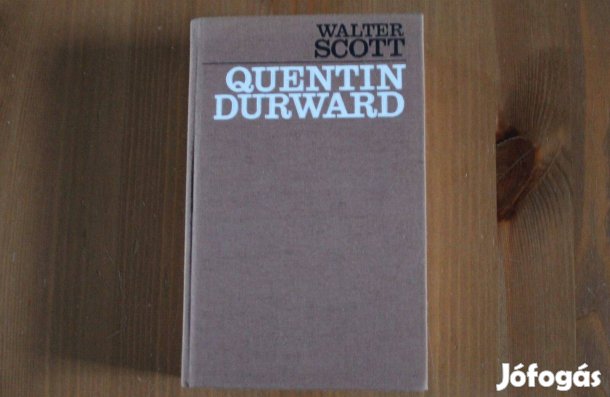 WALTER
SCOTT
QUENTIN
DURWARD
Jófogás